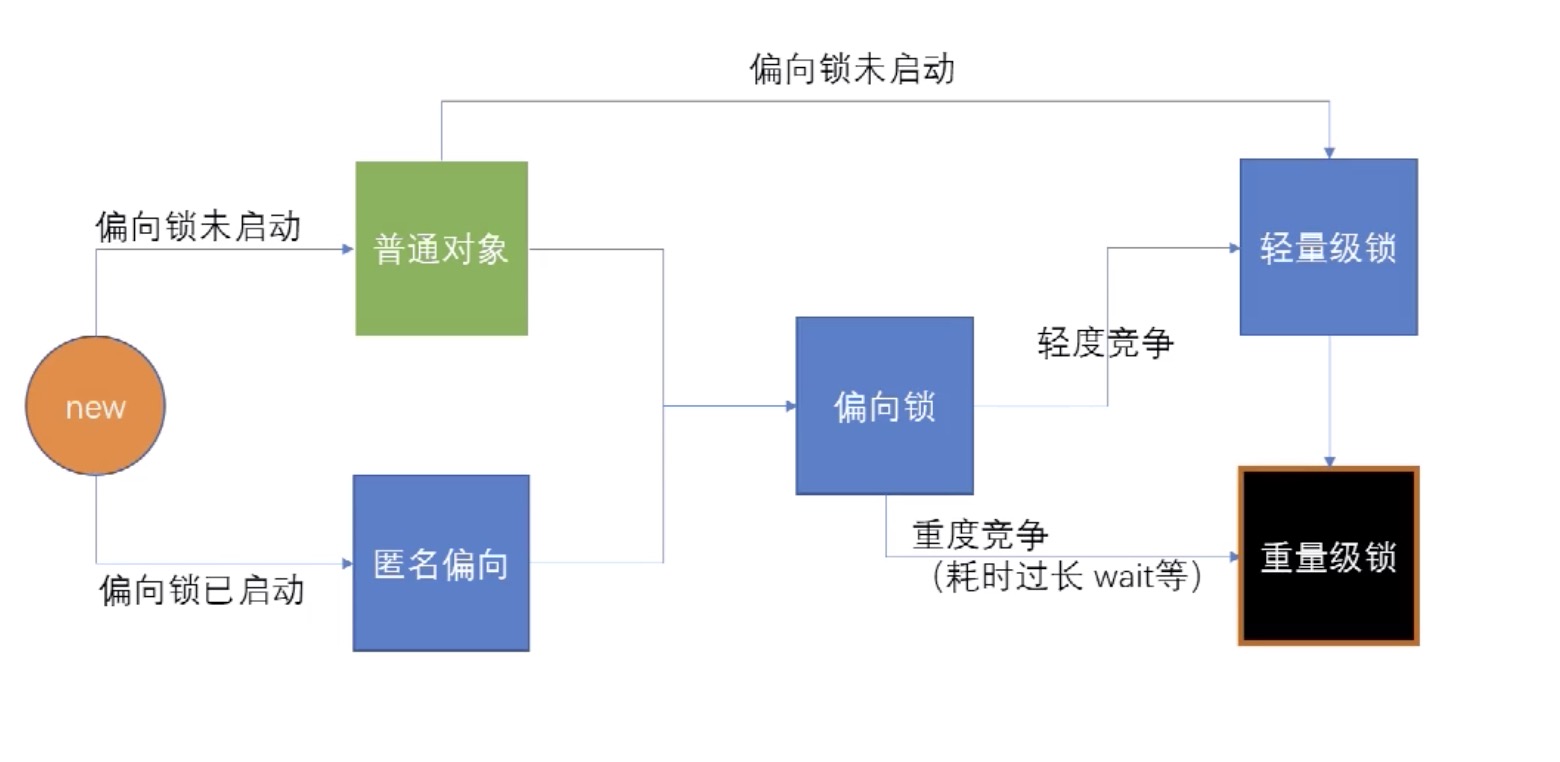 偏向锁未启动
偏向锁未启动
普通对象
轻量级锁
轻度竞争
new
偏向锁
重度竞争
（耗时过长 wait等）
重量级锁
匿名偏向
偏向锁已启动